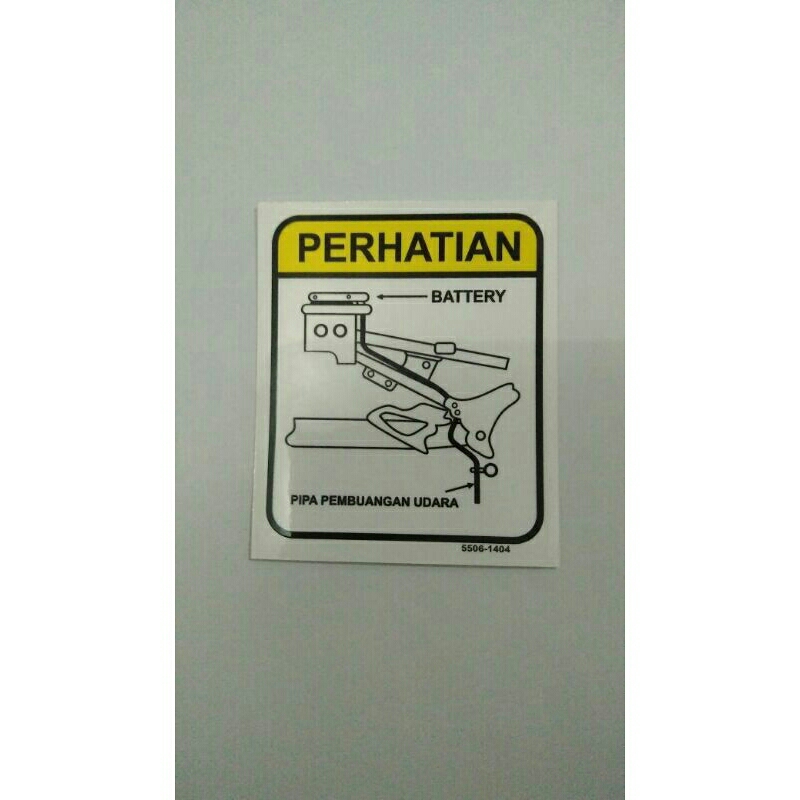 PERHATIAN
BATTERY
PIPA PEMBUANGAN UDARA
5506-1404